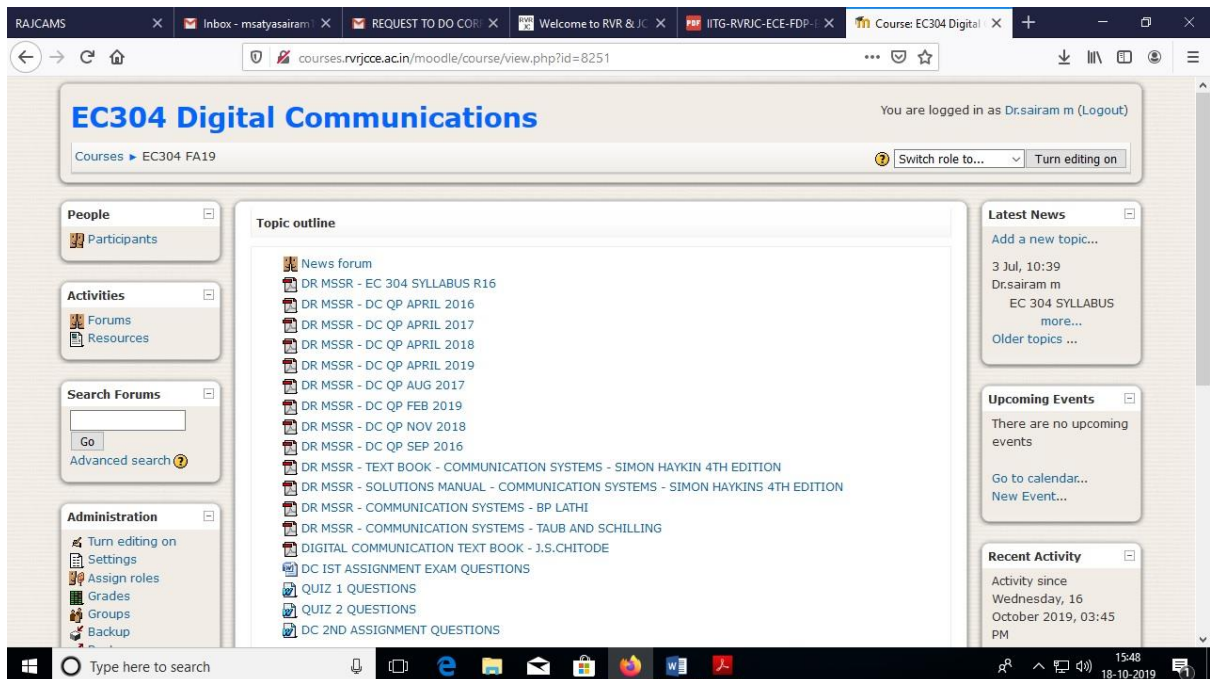 RAJCAMS
Inbox - msatyasairam
REQUEST TO DO COR
Welcome to RVR & JC
IITG-RVRJC-ECE-FDP-
Course: EC304 Digital
courses.rvrjcce.ac.in/moodle/course/view.php?id=8251
EC304 Digital Communications
You are logged in as Dr.sairam m (Logout)
Courses ► EC304 FA19
Switch role to...
Turn editing on
People
Participants
Activities
Forums
Resources
Search Forums
Go
Advanced search
Administration
Turn editing on
Settings
Assign roles
Grades
Groups
Backup
Topic outline
News forum
DR MSSR - EC 304 SYLLABUS R16
DR MSSR - DC QP APRIL 2016
DR MSSR - DC QP APRIL 2017
DR MSSR - DC QP APRIL 2018
DR MSSR - DC QP APRIL 2019
DR MSSR - DC QP AUG 2017
DR MSSR - DC QP FEB 2019
DR MSSR - DC QP NOV 2018
DR MSSR - DC QP SEP 2016
DR MSSR - TEXT BOOK - COMMUNICATION SYSTEMS - SIMON HAYKIN 4TH EDITION
DR MSSR - SOLUTIONS MANUAL - COMMUNICATION SYSTEMS - SIMON HAYKINS 4TH EDITION
DR MSSR - COMMUNICATION SYSTEMS - BP LATHI
DR MSSR - COMMUNICATION SYSTEMS - TAUB AND SCHILLING
DIGITAL COMMUNICATION TEXT BOOK - J.S.CHITODE
DC IST ASSIGNMENT EXAM QUESTIONS
QUIZ 1 QUESTIONS
QUIZ 2 QUESTIONS
DC 2ND ASSIGNMENT QUESTIONS
Latest News
Add a new topic...
3 Jul, 10:39
Dr.sairam m
EC 304 SYLLABUS
more...
Older topics ...
Upcoming Events
There are no upcoming
events
Go to calendar...
New Event...
Recent Activity
Activity since
Wednesday, 16
October 2019, 03:45
PM
Type here to search
15:48
18-10-2019